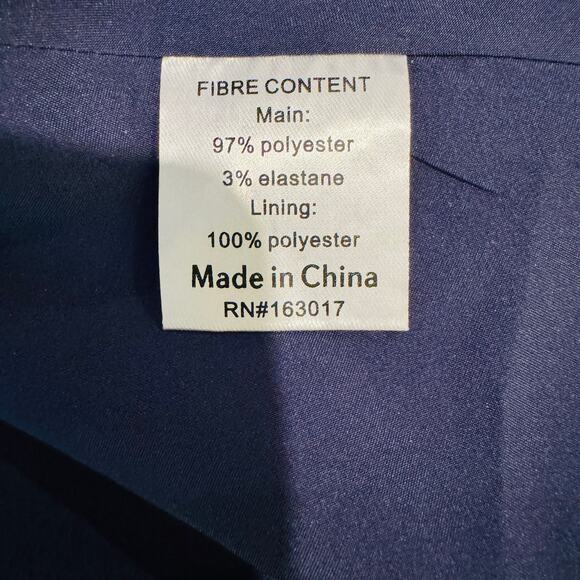 FIBRE CONTENT
Main:
97% polyester
3% elastane
Lining:
100% polyester
Made in China
RN#163017